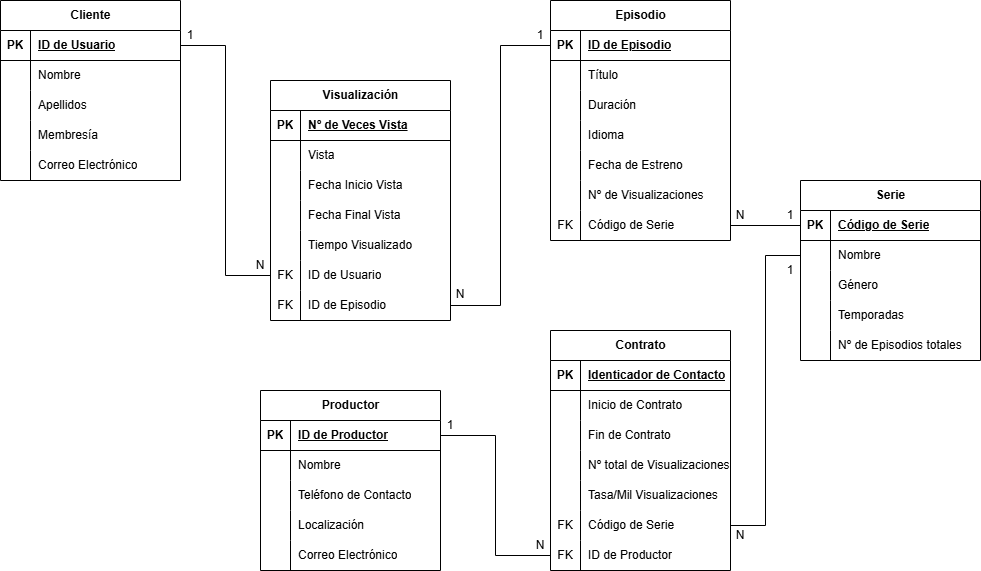 Cliente
PK ID de Usuario
Nombre
Apellidos
Membresía
Correo Electrónico
1
N
Visualización
PK Nº de Veces Vista
Vista
Fecha Inicio Vista
Fecha Final Vista
Tiempo Visualizado
FK ID de Usuario
FK ID de Episodio
N
1
Episodio
PK ID de Episodio
Título
Duración
Idioma
Fecha de Estreno
Nº de Visualizaciones
FK Código de Serie
N
1
Serie
PK Código de Serie
Nombre
Género
Temporadas
Nº de Episodios totales
1
N
Contrato
PK Identicador de Contacto
Inicio de Contrato
Fin de Contrato
Nº total de Visualizaciones
Tasa/Mil Visualizaciones
FK Código de Serie
FK ID de Productor
N
1
Productor
PK ID de Productor
Nombre
Teléfono de Contacto
Localización
Correo Electrónico